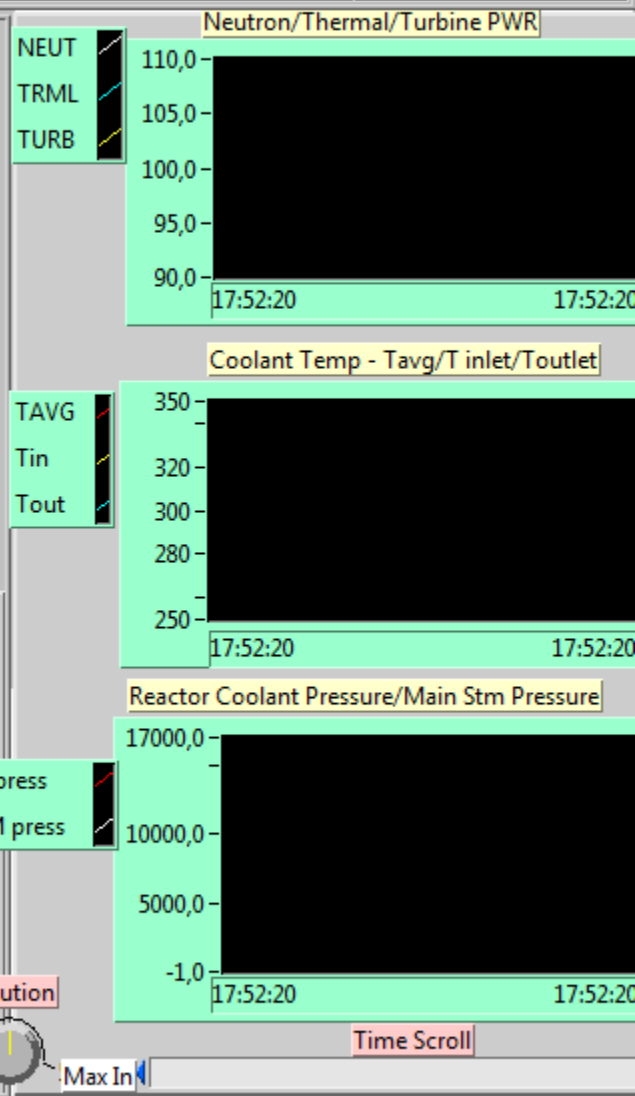 Neutron/Thermal/Turbine PWR
NEUT
TRML
TURB
110,0
105,0
100,0
95,0
90,0
17:52:20 17:52:20
Coolant Temp - Tavg/T inlet/Toutlet
TAVG
Tin
Tout
350
320
300
280
250
17:52:20 17:52:20
Reactor Coolant Pressure/Main Stm Pressure
press
press
17000,0
10000,0
5000,0
-1,0
17:52:20 17:52:20
ution
Time Scroll
Max In